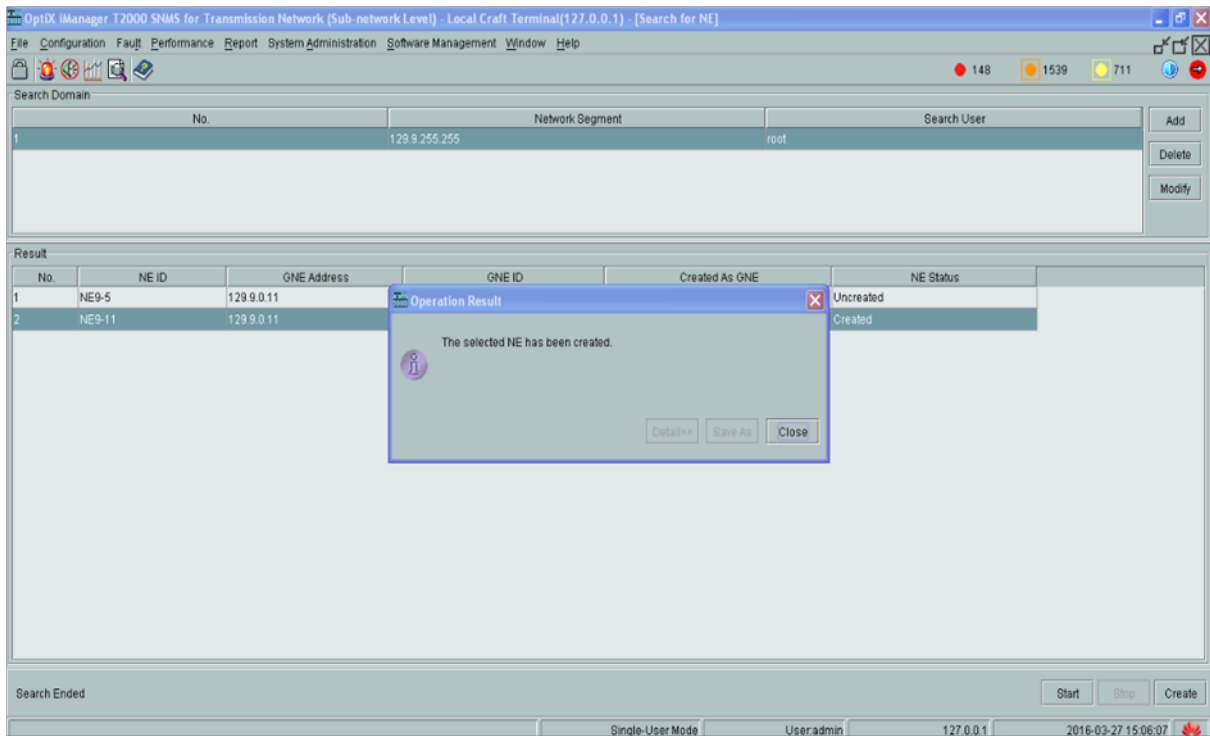 OptiX iManager T2000 SNMS for Transmission Network (Sub-network Level) - Local Craft Terminal(127.0.0.1) - [Search for NE]
File Configuration Fault Performance Report System Administration Software Management Window Help
148 1539 711
Search Domain
No. Network Segment Search User
1 129.9.255.255 root
Add
Delete
Modify
Result
No. NE ID GNE Address GNE ID Created As GNE NE Status
1 NE9-5 129.9.0.11 Uncreated
2 NE9-11 129.9.0.11 Created
Operation Result
The selected NE has been created.
Detail>> Save As Close
Search Ended Start Stop Create
Single-User Mode User:admin 127.0.0.1 2016-03-27 15:06:07